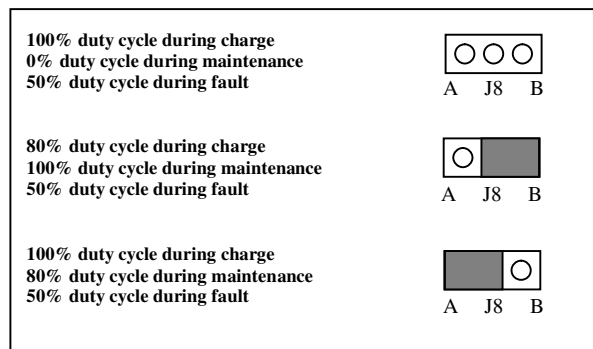 100% duty cycle during charge
0% duty cycle during maintenance
50% duty cycle during fault
A J8 B
80% duty cycle during charge
100% duty cycle during maintenance
50% duty cycle during fault
A J8 B
100% duty cycle during charge
80% duty cycle during maintenance
50% duty cycle during fault
A J8 B